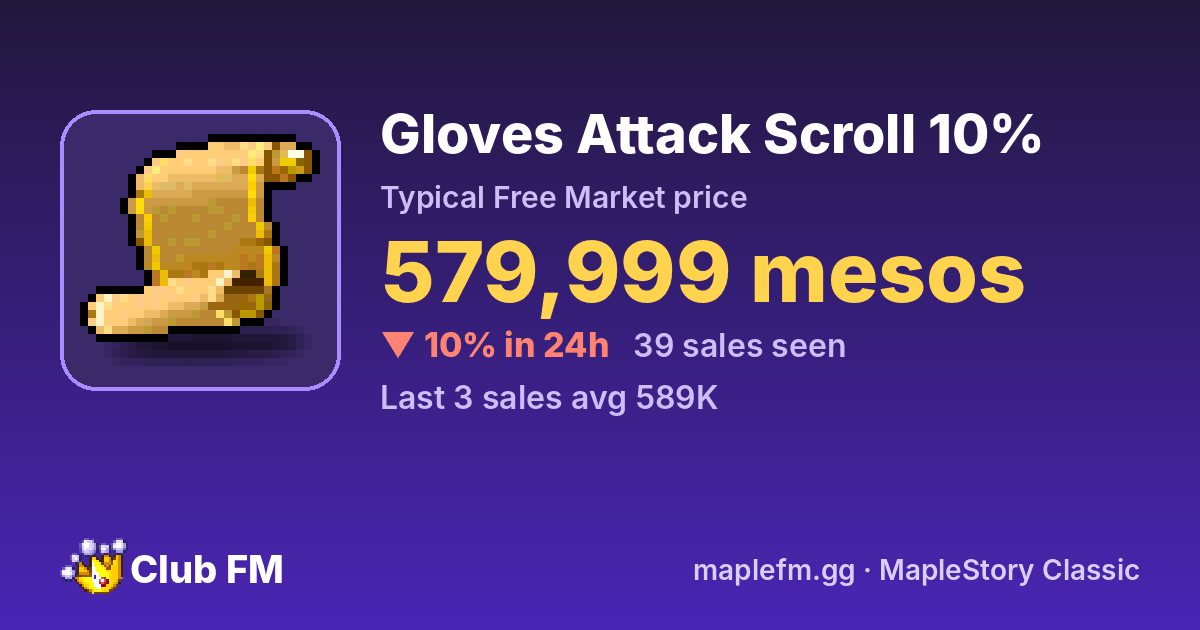 Gloves Attack Scroll 10%
Typical Free Market price
579,999 mesos
▼ 10% in 24h 39 sales seen
Last 3 sales avg 589K
Club FM
maplefm.gg · MapleStory Classic